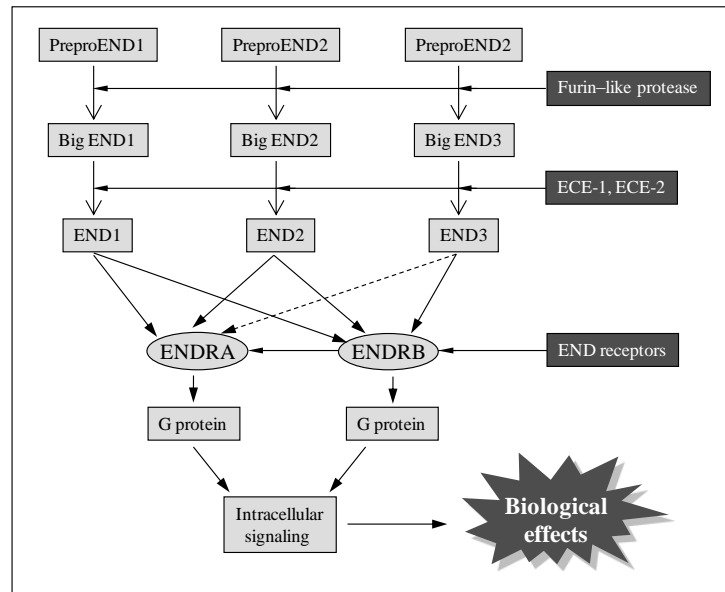 PreproEND1
PreproEND2
PreproEND2
Furin–like protease
Big END1
Big END2
Big END3
ECE-1, ECE-2
END1
END2
END3
ENDRA
ENDRB
END receptors
G protein
G protein
Intracellular
signaling
Biological
effects